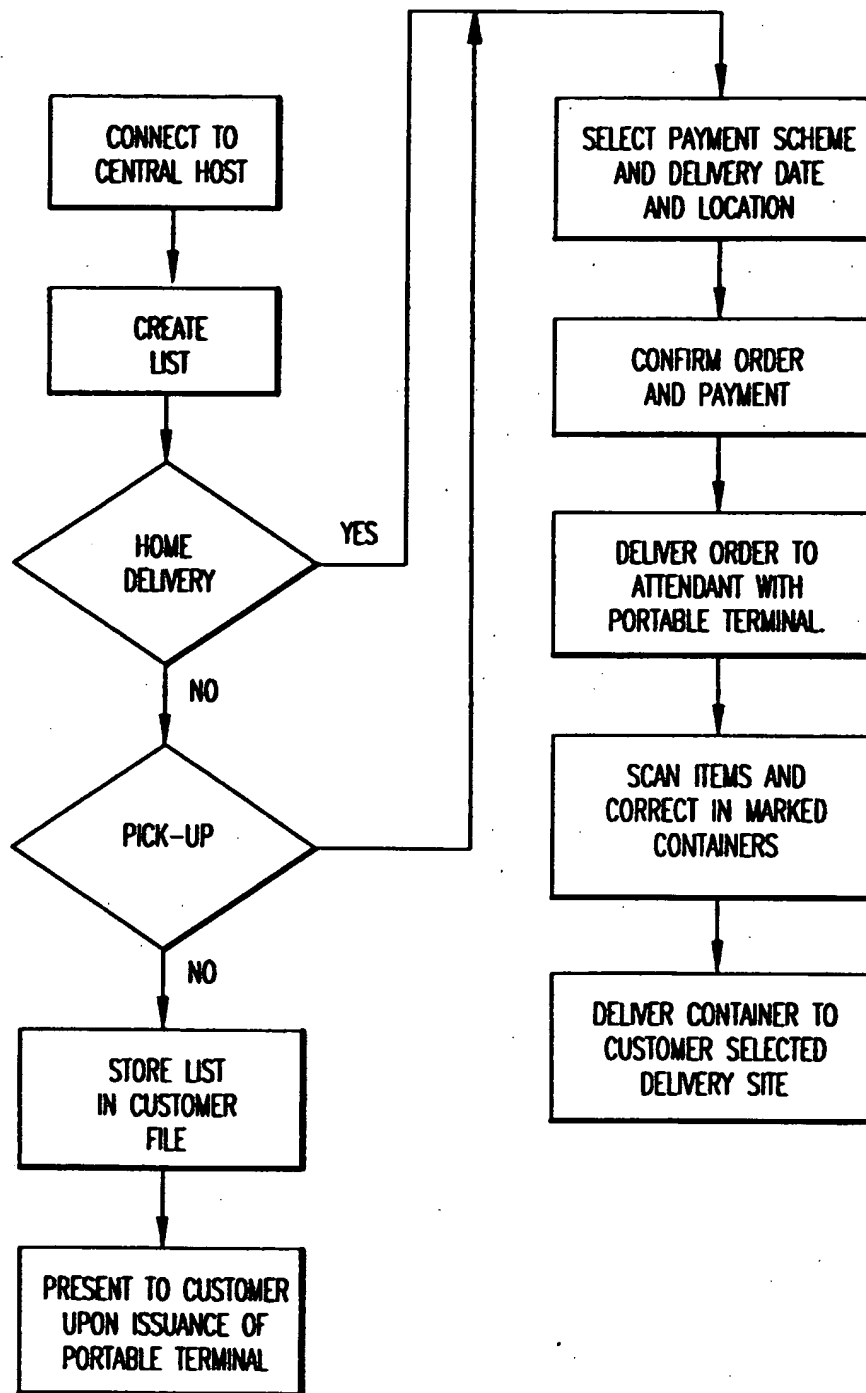 CONNECT TO
CENTRAL HOST
CREATE
LIST
HOME
DELIVERY
YES
NO
PICK-UP
NO
STORE LIST
IN CUSTOMER
FILE
PRESENT TO CUSTOMER
UPON ISSUANCE OF
PORTABLE TERMINAL
SELECT PAYMENT SCHEME
AND DELIVERY DATE
AND LOCATION
CONFIRM ORDER
AND PAYMENT
DELIVER ORDER TO
ATTENDANT WITH
PORTABLE TERMINAL.
SCAN ITEMS AND
CORRECT IN MARKED
CONTAINERS
DELIVER CONTAINER TO
CUSTOMER SELECTED
DELIVERY SITE